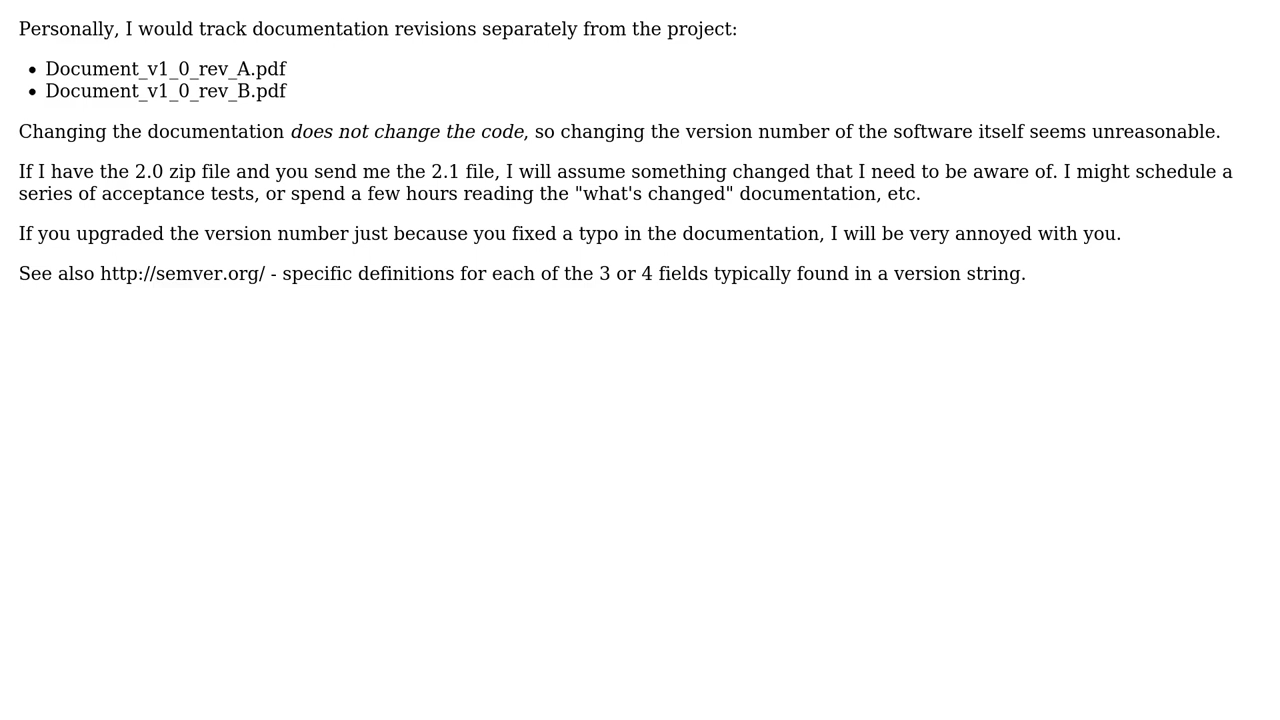 Personally, I would track documentation revisions separately from the project:
• Document_v1_0_rev_A.pdf
• Document_v1_0_rev_B.pdf
Changing the documentation does not change the code, so changing the version number of the software itself seems unreasonable.
If I have the 2.0 zip file and you send me the 2.1 file, I will assume something changed that I need to be aware of. I might schedule a
series of acceptance tests, or spend a few hours reading the "what's changed" documentation, etc.
If you upgraded the version number just because you fixed a typo in the documentation, I will be very annoyed with you.
See also http://semver.org/ - specific definitions for each of the 3 or 4 fields typically found in a version string.